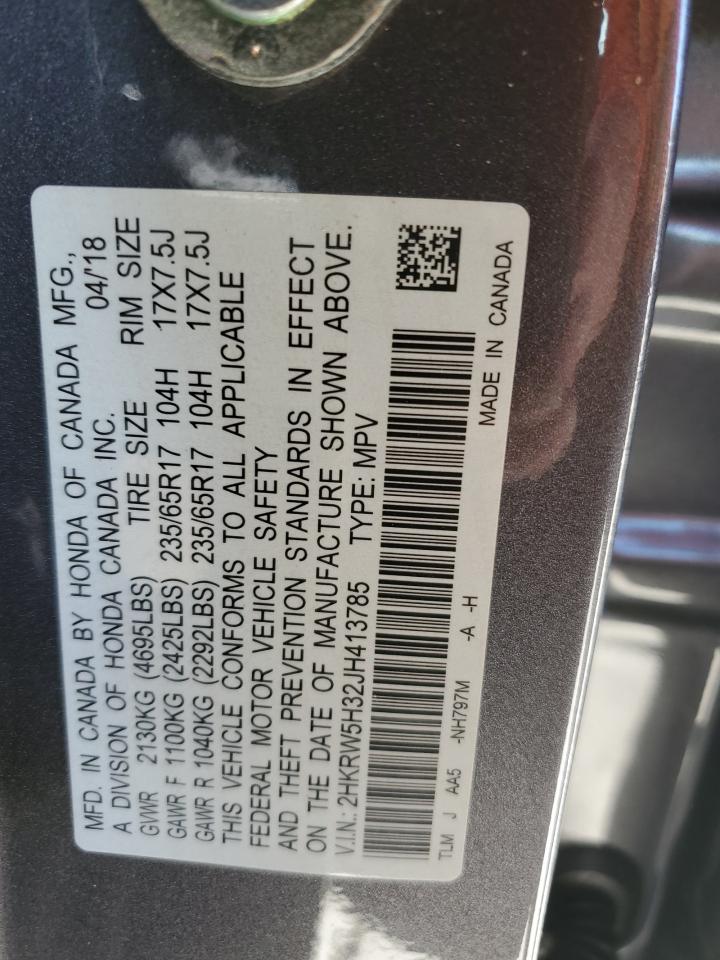 MFD. IN CANADA BY HONDA OF CANADA MFG.,
A DIVISION OF HONDA CANADA INC. 04/'18
GVWR 2130KG (4695LBS) TIRE SIZE RIM SIZE
GAWR F 1100KG (2425LBS) 235/65R17 104H 17X7.5J
GAWR R 1040KG (2292LBS) 235/65R17 104H 17X7.5J
THIS VEHICLE CONFORMS TO ALL APPLICABLE
FEDERAL MOTOR VEHICLE SAFETY
AND THEFT PREVENTION STANDARDS IN EFFECT
ON THE DATE OF MANUFACTURE SHOWN ABOVE.
V.I.N.: 2HKRW5H32JH413785 TYPE: MPV
TLM J AA5 -NH797M -A -H
MADE IN CANADA